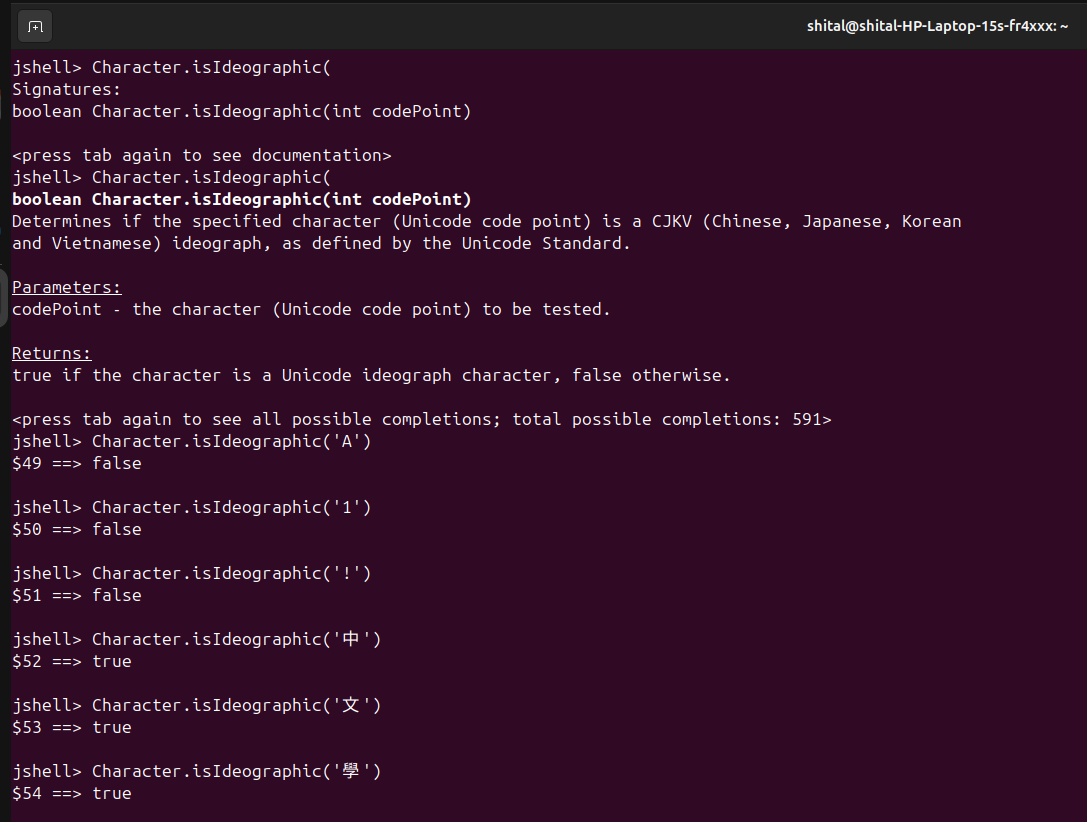 shital@shital-HP-Laptop-15s-fr4xxx: ~
jshell> Character.isIdeographic(
Signatures:
boolean Character.isIdeographic(int codePoint)
<press tab again to see documentation>
jshell> Character.isIdeographic(
boolean Character.isIdeographic(int codePoint)
Determines if the specified character (Unicode code point) is a CJKV (Chinese, Japanese, Korean
and Vietnamese) ideograph, as defined by the Unicode Standard.
Parameters:
codePoint - the character (Unicode code point) to be tested.
Returns:
true if the character is a Unicode ideograph character, false otherwise.
<press tab again to see all possible completions; total possible completions: 591>
jshell> Character.isIdeographic('A')
$49 ==> false
jshell> Character.isIdeographic('1')
$50 ==> false
jshell> Character.isIdeographic('!')
$51 ==> false
jshell> Character.isIdeographic('中')
$52 ==> true
jshell> Character.isIdeographic('文')
$53 ==> true
jshell> Character.isIdeographic('學')
$54 ==> true